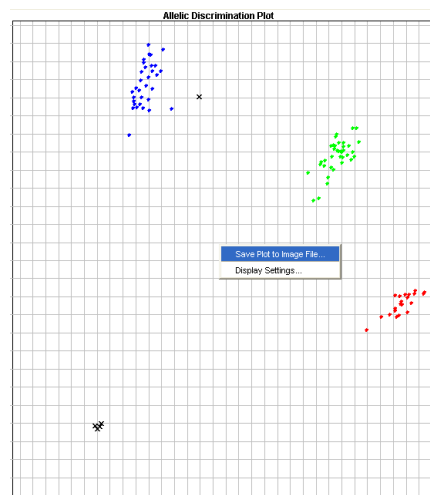 Allelic Discrimination Plot
Save Plot to Image File...
Display Settings...